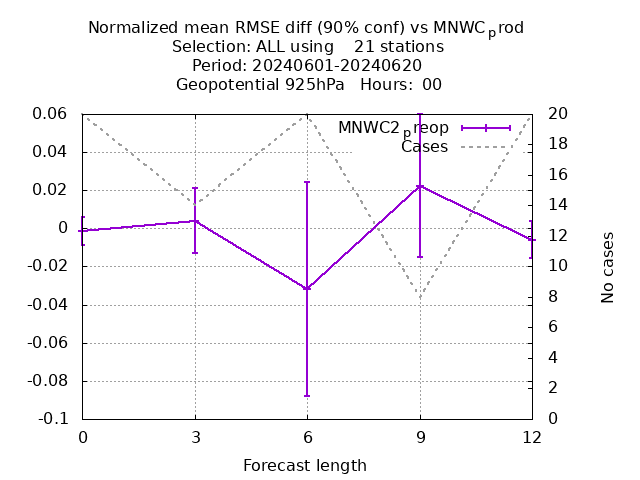 Normalized mean RMSE diff (90% conf) vs MNWCprod
Selection: ALL using    21 stations
Period: 20240601-20240620
Geopotential 925hPa   Hours:  00
MNWC2preop
Cases
0.06
0.04
0.02
0
-0.02
-0.04
-0.06
-0.08
-0.1
20
18
16
14
12
10
8
6
4
2
0
No cases
0 3 6 9 12
Forecast length